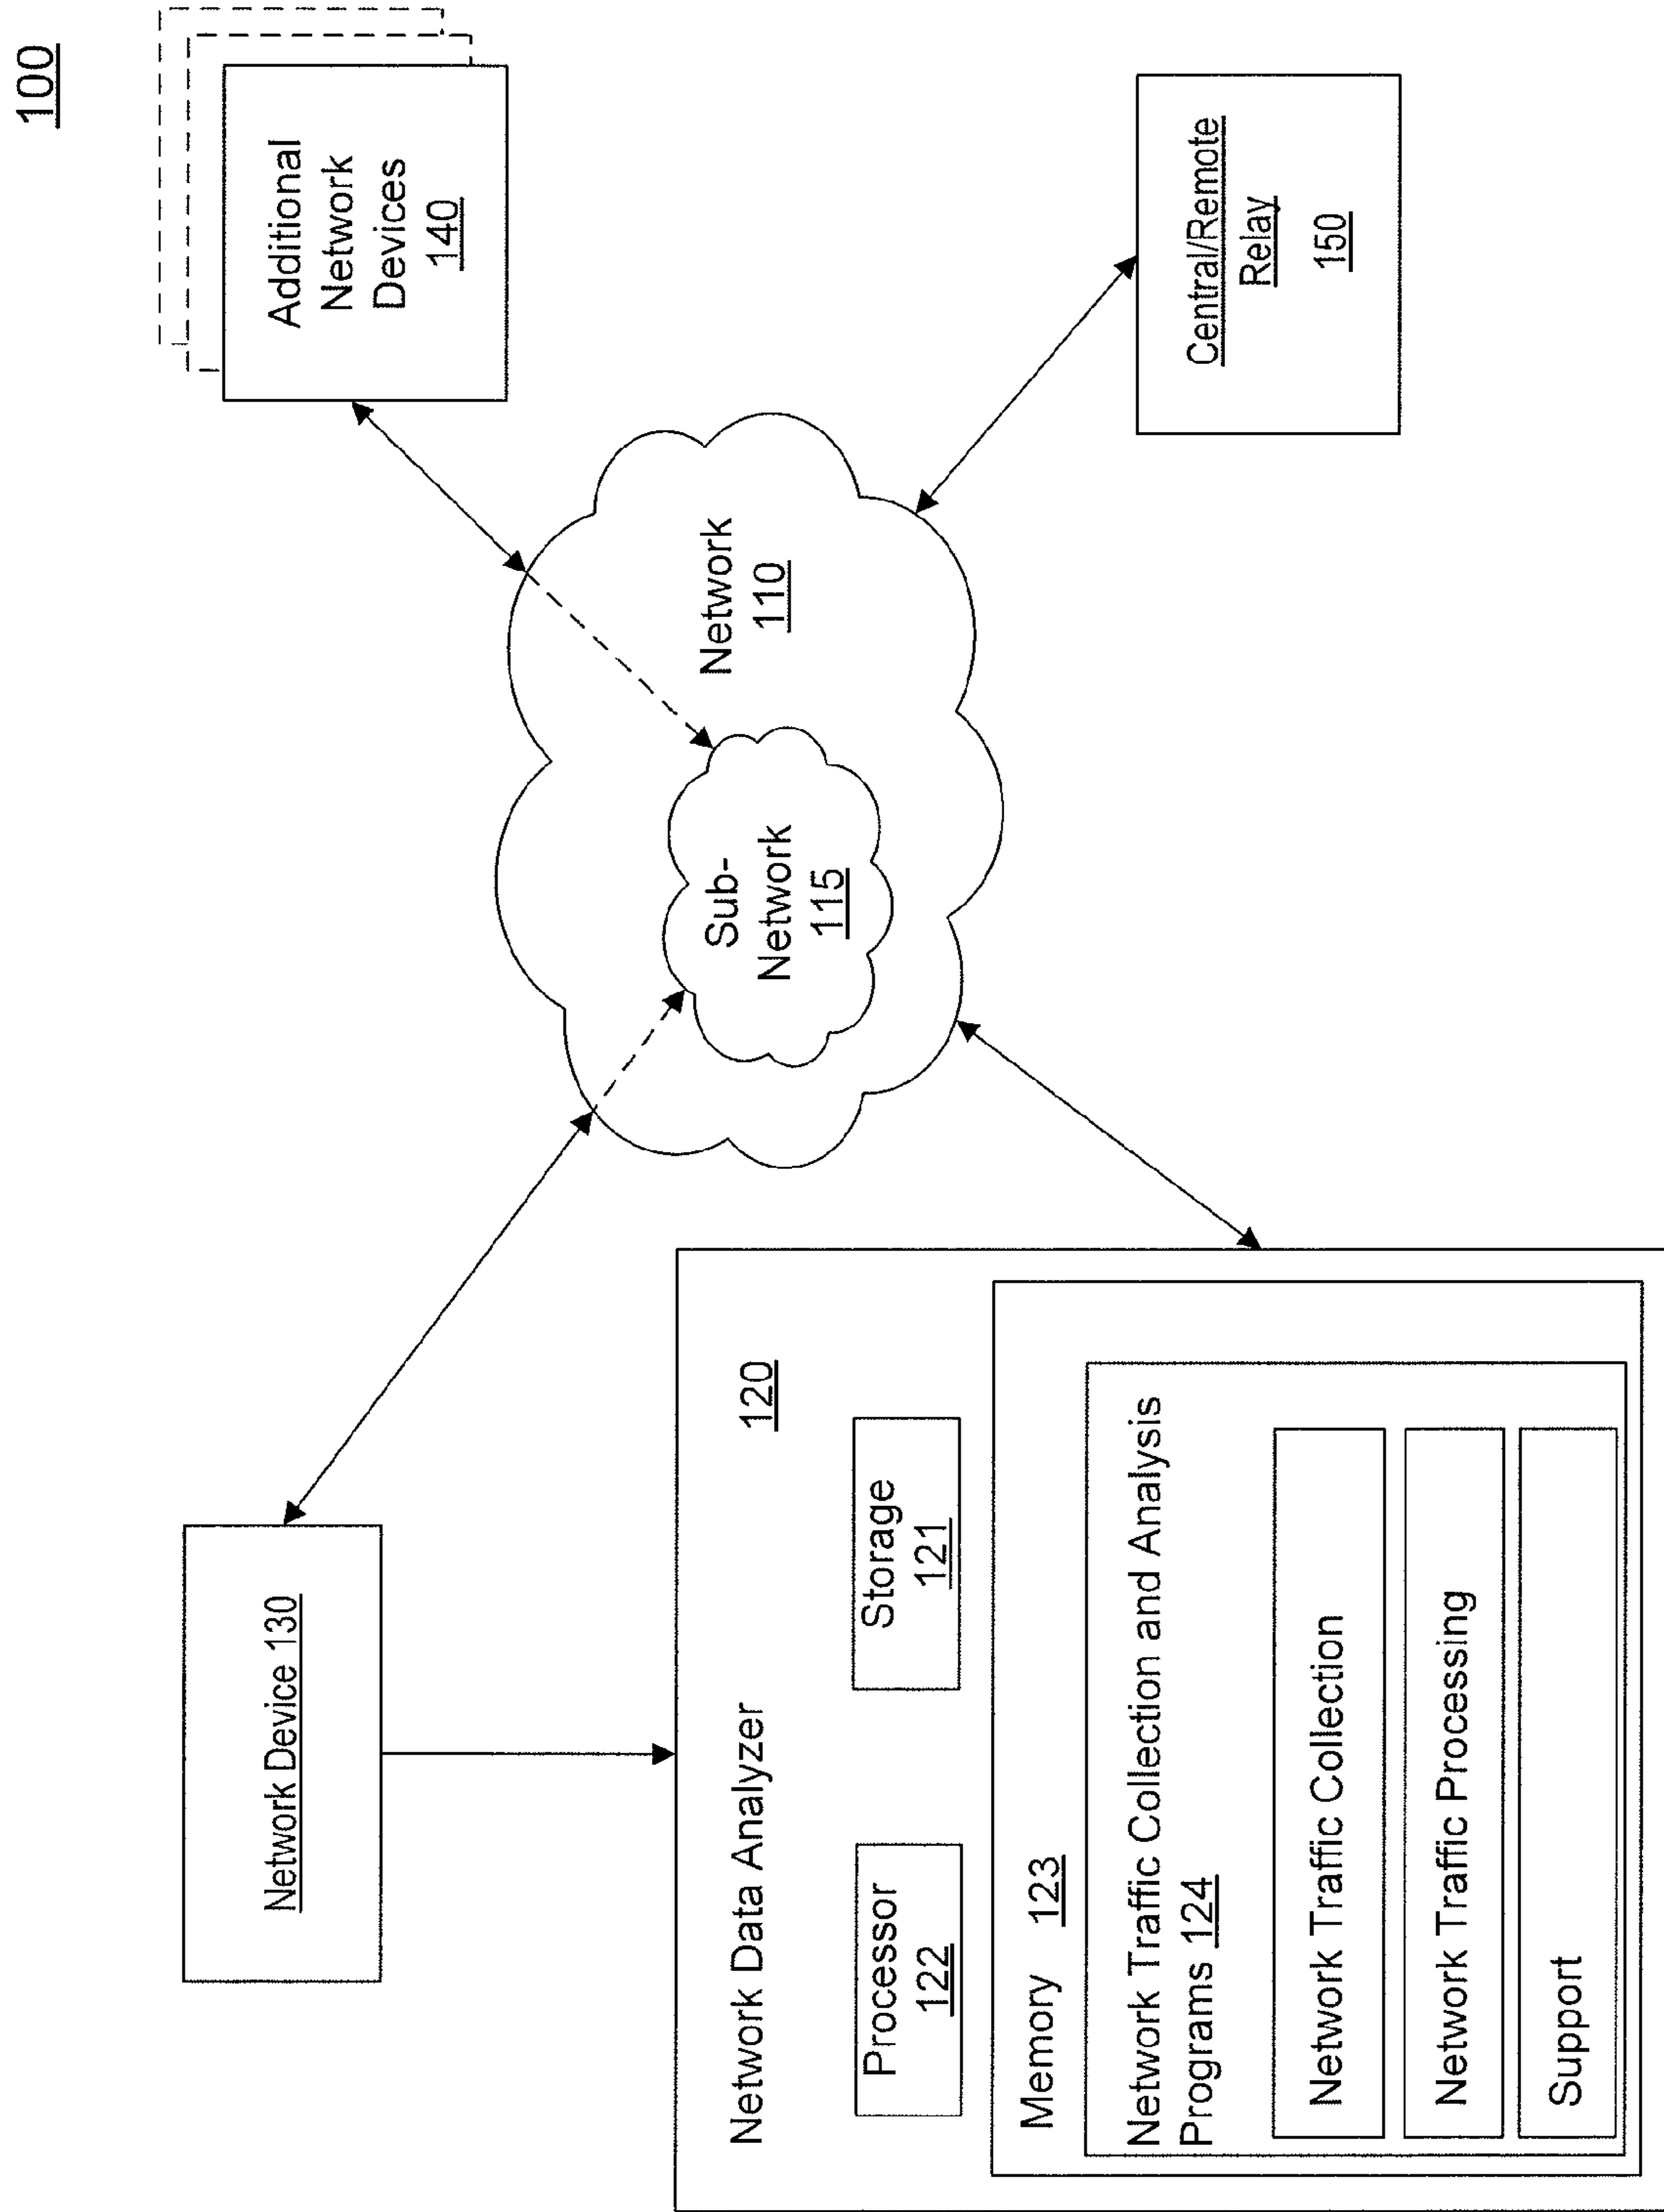 100
Network Device 130
Additional
Network
Devices
140
Network
110
Sub-
Network
115
Network Data Analyzer
120
Processor
122
Storage
121
Memory 123
Network Traffic Collection and Analysis
Programs 124
Network Traffic Collection
Network Traffic Processing
Support
Central/Remote
Relay
150